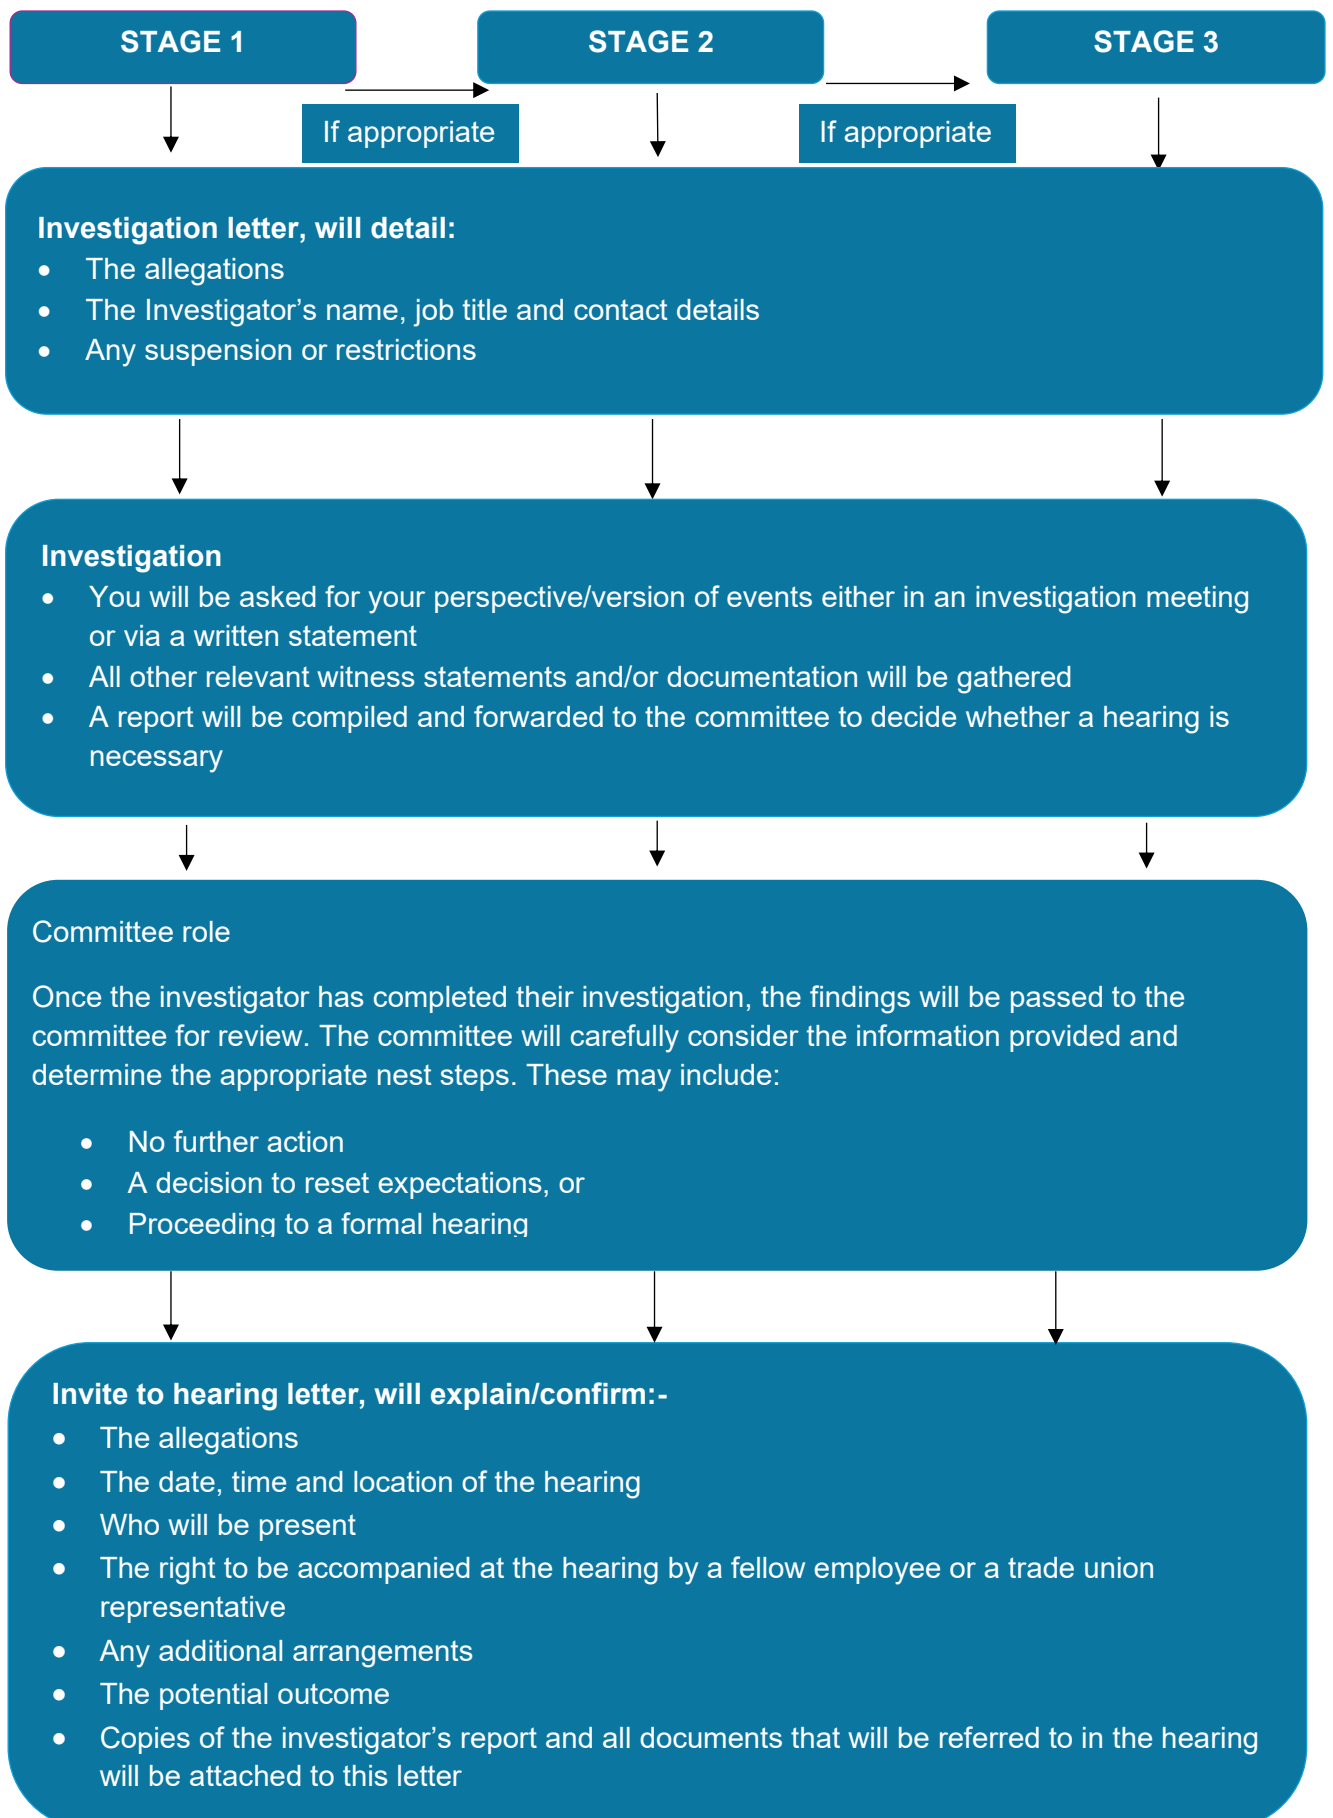 STAGE 1
STAGE 2
STAGE 3
If appropriate
If appropriate
Investigation letter, will detail:
• The allegations
• The Investigator’s name, job title and contact details
• Any suspension or restrictions
Investigation
• You will be asked for your perspective/version of events either in an investigation meeting
or via a written statement
• All other relevant witness statements and/or documentation will be gathered
• A report will be compiled and forwarded to the committee to decide whether a hearing is
necessary
Committee role
Once the investigator has completed their investigation, the findings will be passed to the
committee for review. The committee will carefully consider the information provided and
determine the appropriate nest steps. These may include:
• No further action
• A decision to reset expectations, or
• Proceeding to a formal hearing
Invite to hearing letter, will explain/confirm:-
• The allegations
• The date, time and location of the hearing
• Who will be present
• The right to be accompanied at the hearing by a fellow employee or a trade union
representative
• Any additional arrangements
• The potential outcome
• Copies of the investigator’s report and all documents that will be referred to in the hearing
will be attached to this letter